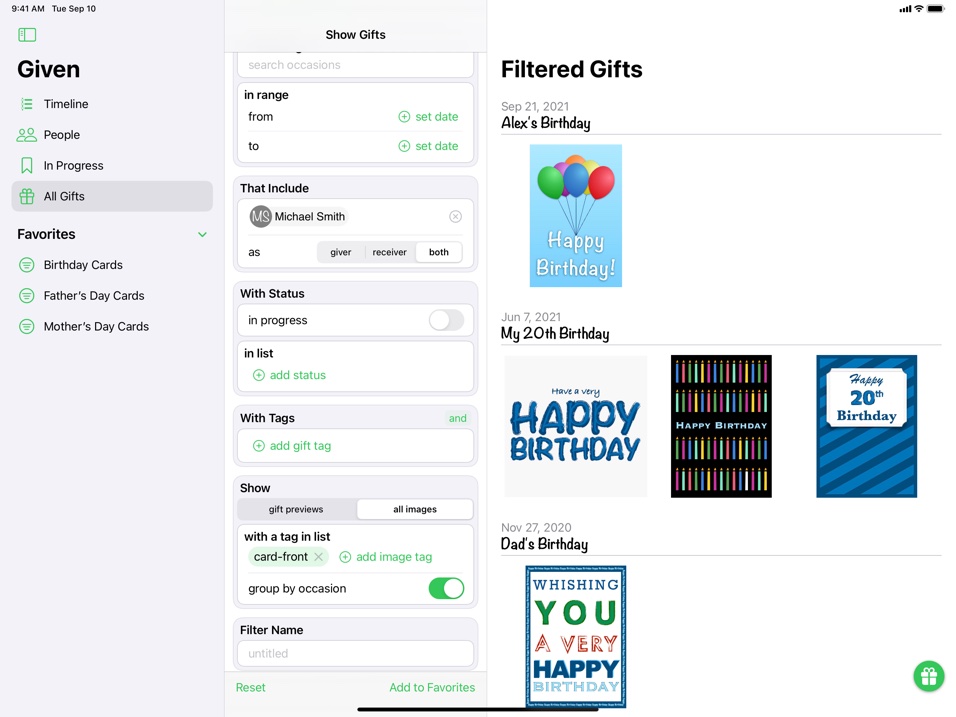 9:41 AM Tue Sep 10
Given
Timeline
People
In Progress
All Gifts
Favorites
Birthday Cards
Father's Day Cards
Mother's Day Cards
Show Gifts
search occasions
in range
from
set date
to
set date
That Include
MS Michael Smith
as
giver
receiver
both
With Status
in progress
in list
add status
With Tags
and
add gift tag
Show
gift previews
all images
with a tag in list
card-front
add image tag
group by occasion
Filter Name
untitled
Reset
Add to Favorites
Filtered Gifts
Sep 21, 2021
Alex's Birthday
Happy
Birthday!
Jun 7, 2021
My 20th Birthday
Have a very
HAPPY
BIRTHDAY
HAPPY BIRTHDAY
Happy
20th
Birthday
Nov 27, 2020
Dad's Birthday
WHISHING
YOU
A VERY
HAPPY
BIRTHDAY